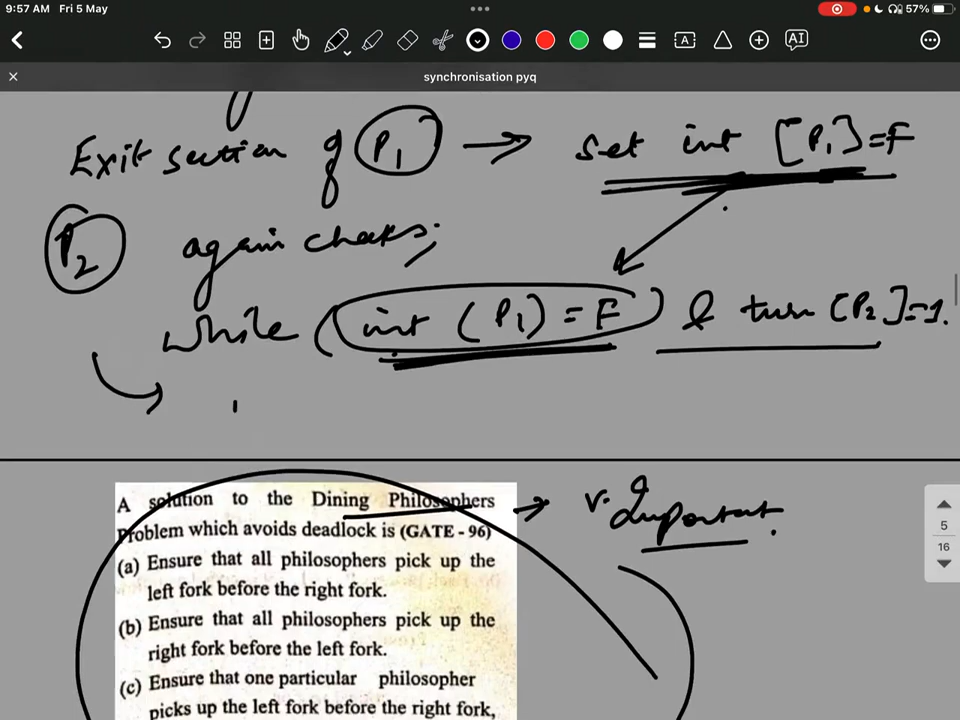 9:57 AM Fri 5 May
57%
synchronisation pyq
Exit section of P1 → set int [P1]=F
P2 again checks;
while (int (P1) = F) & turn [P2]=1.
A solution to the Dining Philosophers → v. Important.
Problem which avoids deadlock is (GATE - 96)
(a) Ensure that all philosophers pick up the
left fork before the right fork.
(b) Ensure that all philosophers pick up the
right fork before the left fork.
(c) Ensure that one particular philosopher
picks up the left fork before the right fork,
5
16